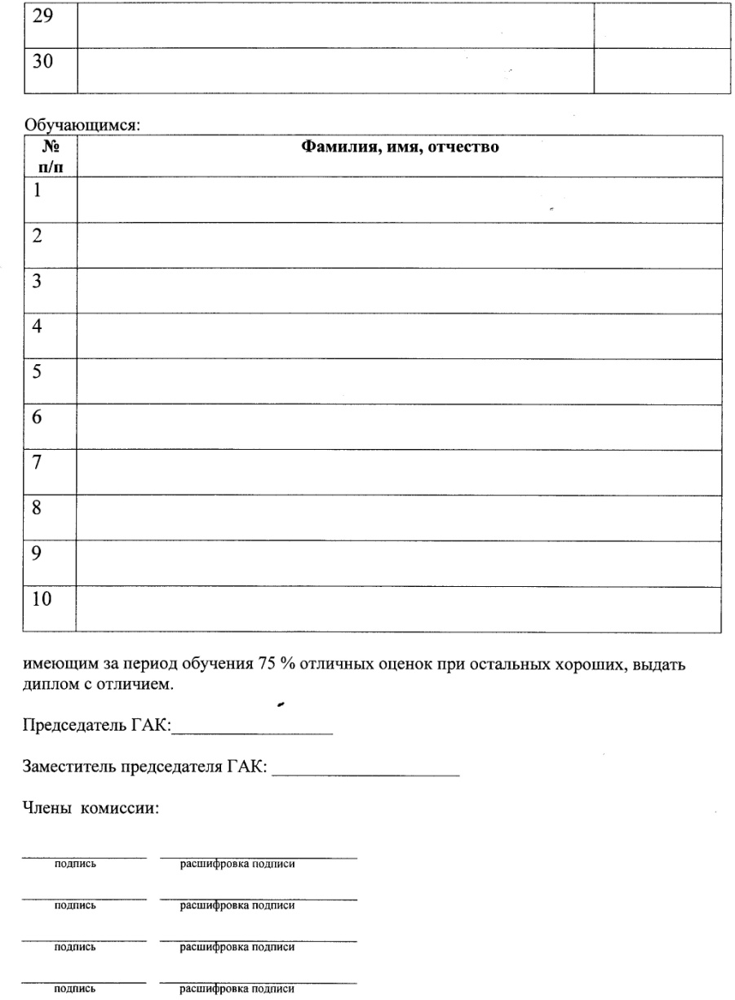 29
30
Обучающимся:
№ Фамилия, имя, отчество
п/п
1
2
3
4
5
6
7
8
9
10
имеющим за период обучения 75 % отличных оценок при остальных хороших, выдать
диплом с отличием.
Председатель ГАК:
Заместитель председателя ГАК:
Члены комиссии:
подпись расшифровка подписи
подпись расшифровка подписи
подпись расшифровка подписи
подпись расшифровка подписи